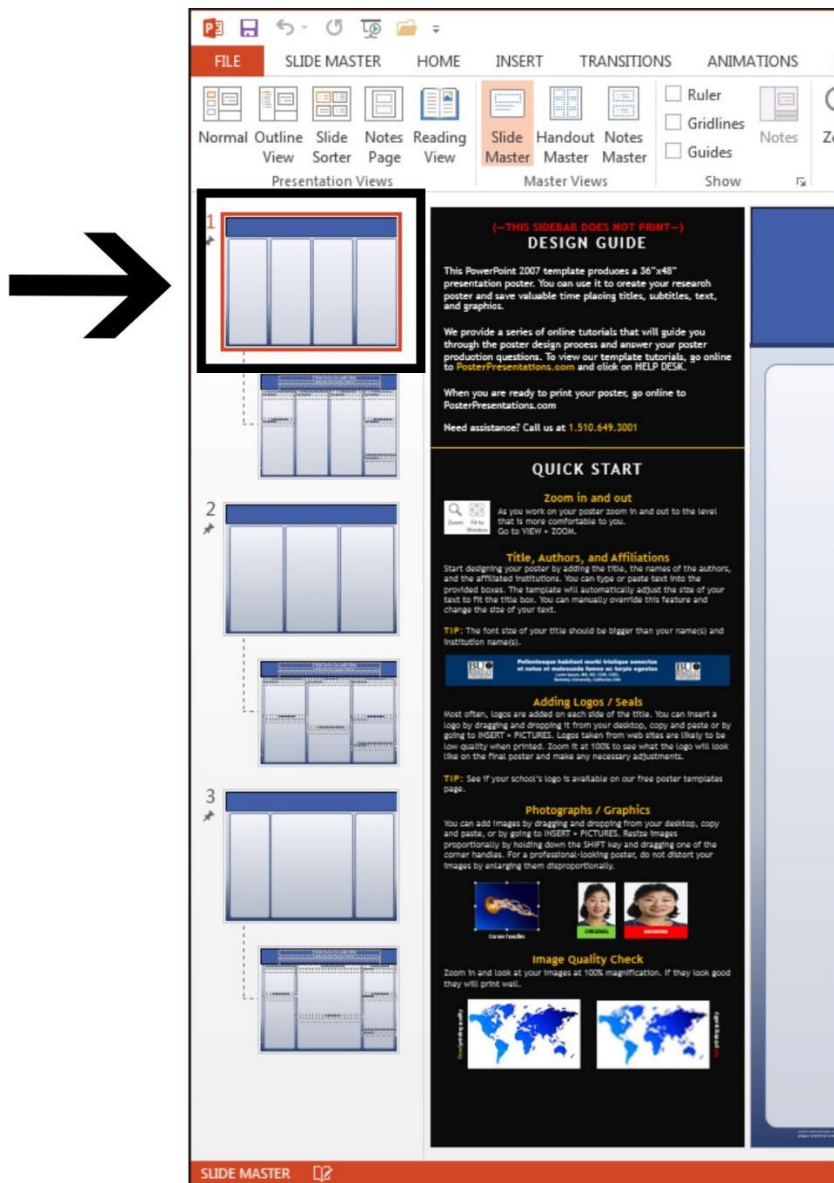 FILE SLIDE MASTER HOME INSERT TRANSITIONS ANIMATIONS
Normal Outline View Slide Sorter Notes Page Reading View
Presentation Views
Slide Master Handout Master Notes Master
Master Views
Ruler
Gridlines
Guides
Show
Notes
1
2
3
(—THIS SIDEBAR DOES NOT PRINT—)
DESIGN GUIDE
This PowerPoint 2007 template produces a 36"x48"
presentation poster. You can use it to create your research
poster and save valuable time placing titles, subtitles, text,
and graphics.
We provide a series of online tutorials that will guide you
through the poster design process and answer your poster
production questions. To view our template tutorials, go online
to PosterPresentations.com and click on HELP DESK.
When you are ready to print your poster, go online to
PosterPresentations.com
Need assistance? Call us at 1.510.649.3001
QUICK START
Zoom in and out
As you work on your poster zoom in and out to the level
that is more comfortable to you.
Go to VIEW > ZOOM.
Zoom Fit to Window
Title, Authors, and Affiliations
Start designing your poster by adding the title, the names of the authors,
and the affiliated institutions. You can type or paste text into the
provided boxes. The template will automatically adjust the size of your
text to fit the title box. You can manually override this feature and
change the size of your text.
TIP: The font size of your title should be bigger than your name(s) and
institution name(s).
Pellentesque habitant morbi tristique senectus
et netus et malesuada fames ac turpis egestas
Adding Logos / Seals
Most often, logos are added on each side of the title. You can insert a
logo by dragging and dropping it from your desktop, copy and paste or by
going to INSERT > PICTURES. Logos taken from web sites are likely to be
low quality when printed. Zoom it at 100% to see what the logo will look
like on the final poster and make any necessary adjustments.
TIP: See if your school's logo is available on our free poster templates
page.
Photographs / Graphics
You can add images by dragging and dropping from your desktop, copy
and paste, or by going to INSERT > PICTURES. Resize images
proportionally by holding down the SHIFT key and dragging one of the
corner handles. For a professional-looking poster, do not distort your
images by enlarging them disproportionally.
Corner handles
ORIGINAL
DISTORTED
Image Quality Check
Zoom in and look at your images at 100% magnification. If they look good
they will print well.
SLIDE MASTER